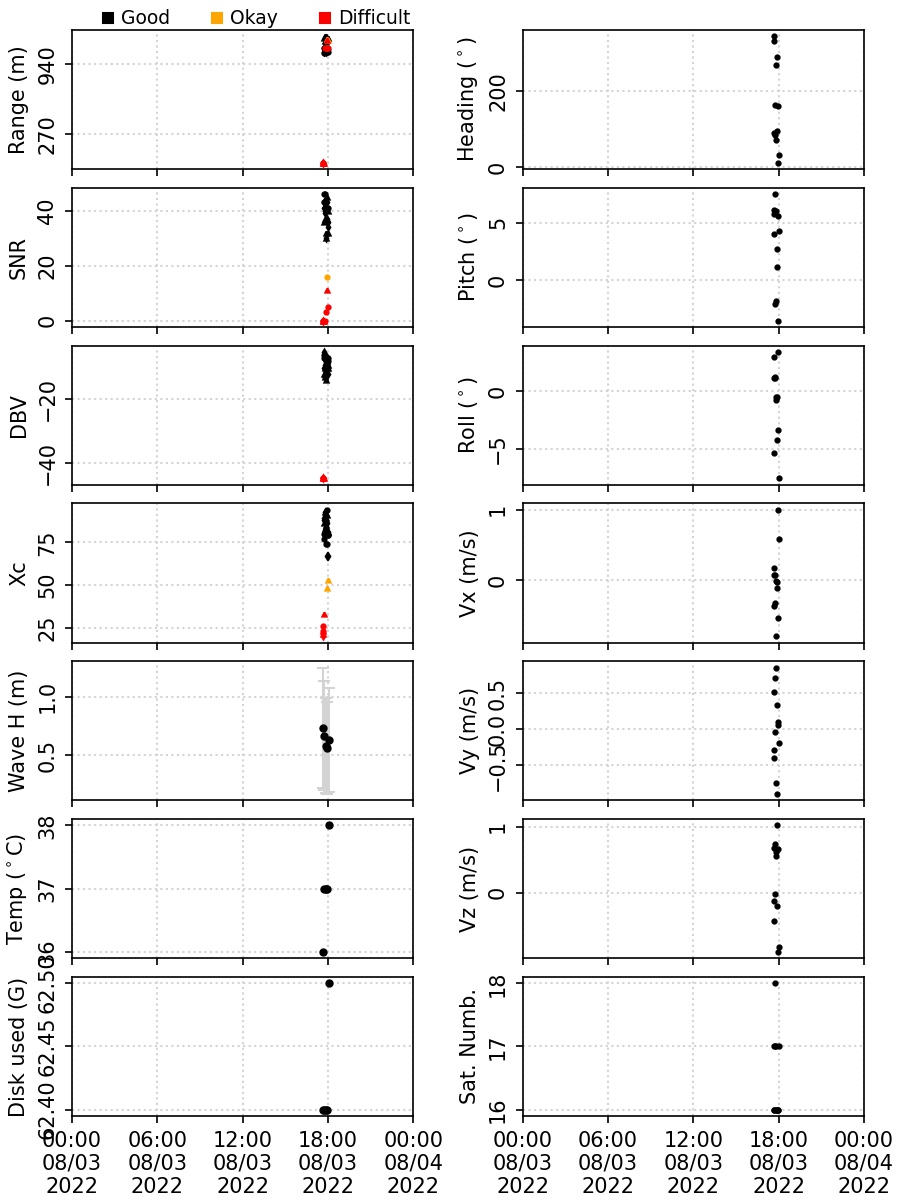 Good Okay Difficult
Range (m)
940
270
Heading (°)
200
0
SNR
40
20
0
Pitch (°)
5
0
DBV
−20
−40
Roll (°)
0
−5
Xc
75
50
25
Vx (m/s)
1
0
Wave H (m)
1.0
0.5
Vy (m/s)
0.5
0.0
−0.5
Temp (°C)
38
37
36
Vz (m/s)
1
0
Disk used (G)
62.5
62.45
62.40
Sat. Numb.
18
17
16
00:00 06:00 12:00 18:00 00:00
08/03 08/03 08/03 08/03 08/04
2022 2022 2022 2022 2022
00:00 06:00 12:00 18:00 00:00
08/03 08/03 08/03 08/03 08/04
2022 2022 2022 2022 2022